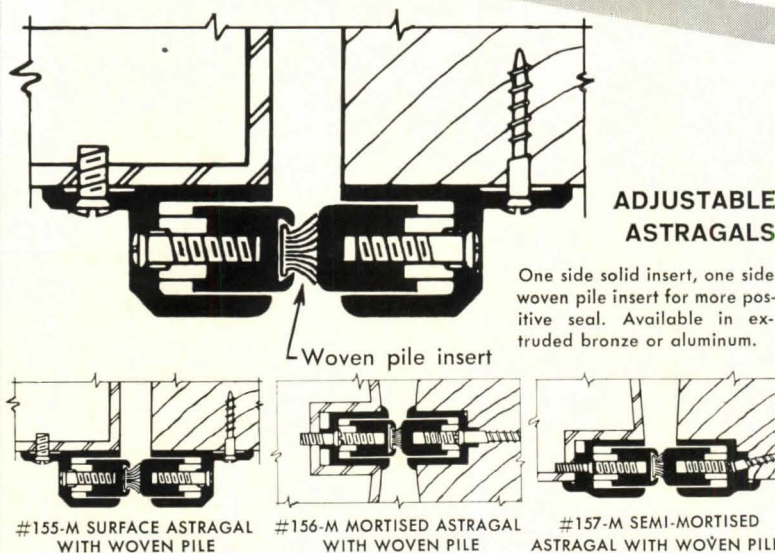 ADJUSTABLE
ASTRAGALS
One side solid insert, one side
woven pile insert for more pos-
itive seal. Available in ex-
truded bronze or aluminum.
Woven pile insert
#155-M SURFACE ASTRAGAL
WITH WOVEN PILE
#156-M MORTISED ASTRAGAL
WITH WOVEN PILE
#157-M SEMI-MORTISED
ASTRAGAL WITH WOVEN PILE